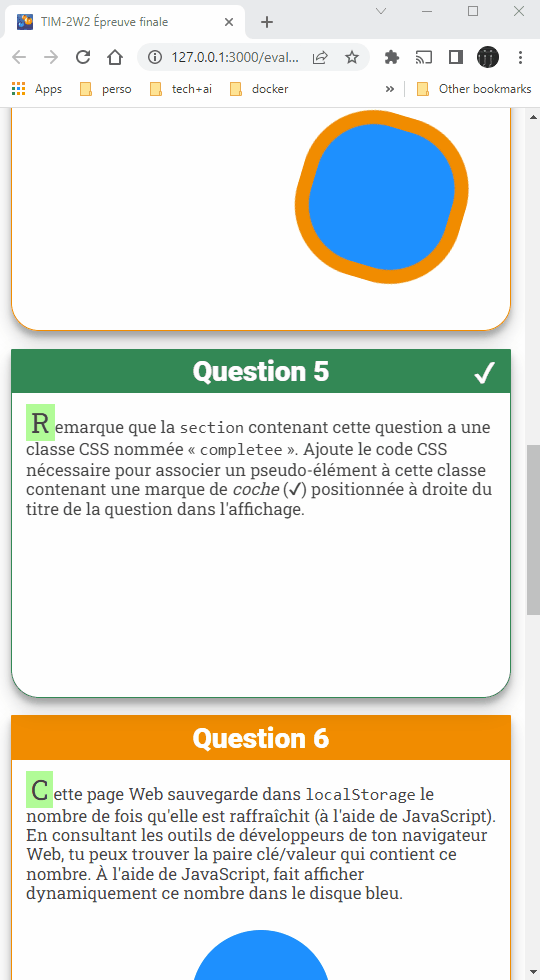 TIM-2W2 Épreuve finale
127.0.0.1:3000/eval...
Apps perso tech+ai docker » Other bookmarks
Question 5 ✓
Remarque que la section contenant cette question a une
classe CSS nommée « completee ». Ajoute le code CSS
nécessaire pour associer un pseudo-élément à cette classe
contenant une marque de coche (✓) positionnée à droite du
titre de la question dans l'affichage.
Question 6
Cette page Web sauvegarde dans localStorage le
nombre de fois qu'elle est raffraîchit (à l'aide de JavaScript).
En consultant les outils de développeurs de ton navigateur
Web, tu peux trouver la paire clé/valeur qui contient ce
nombre. À l'aide de JavaScript, fait afficher
dynamiquement ce nombre dans le disque bleu.